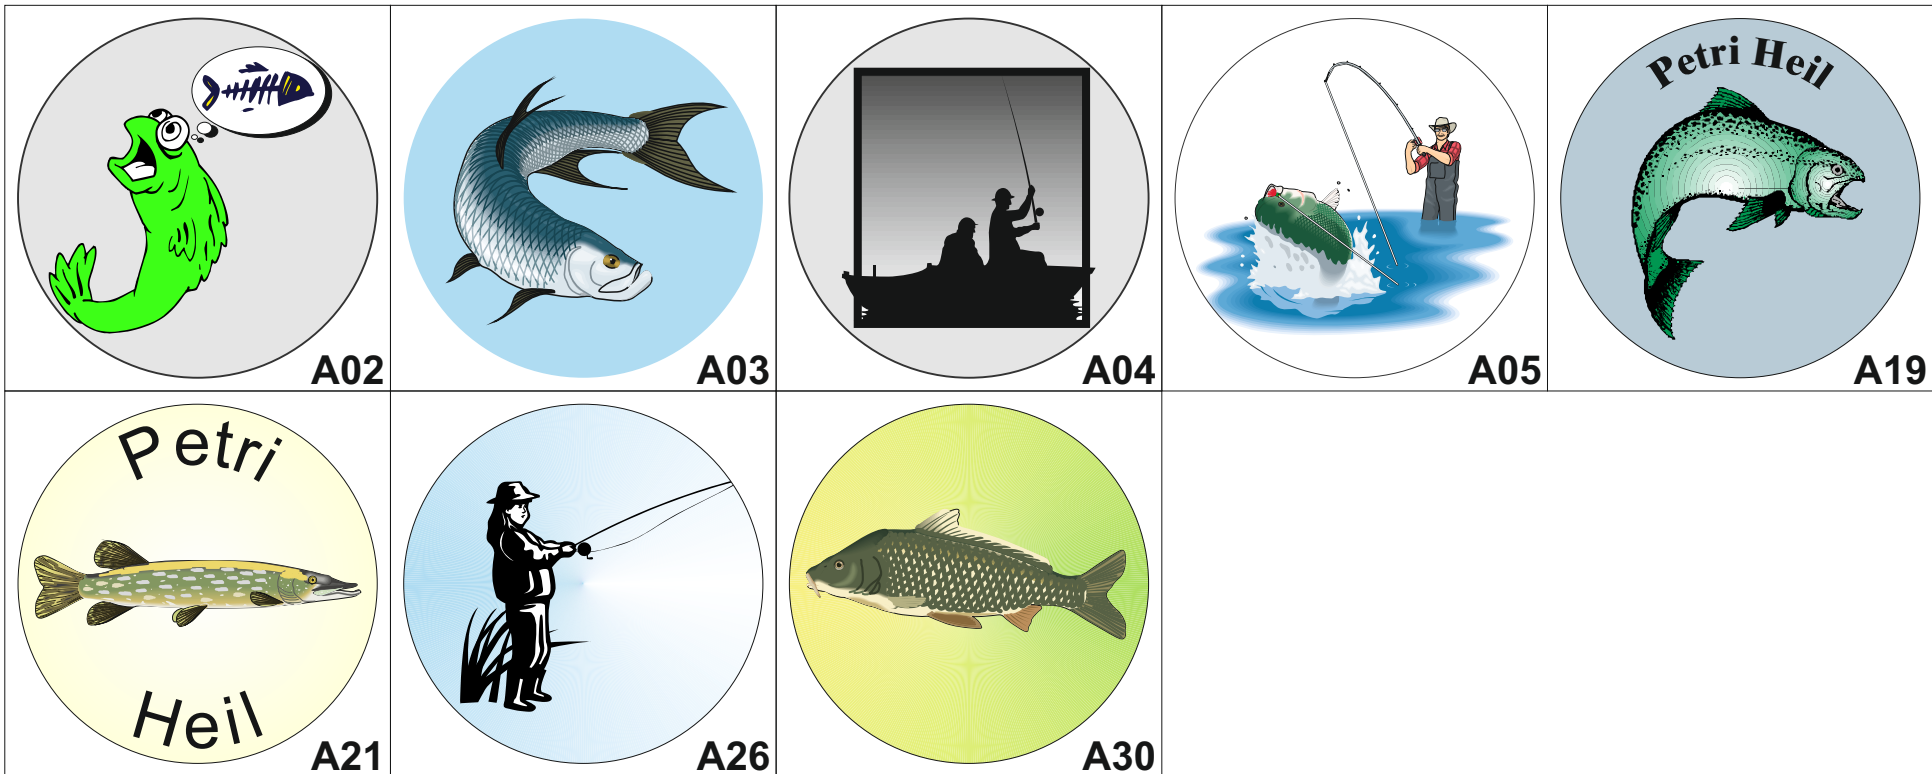 A02
A03
A04
A05
Petri Heil
A19
Petri
Heil
A21
A26
A30